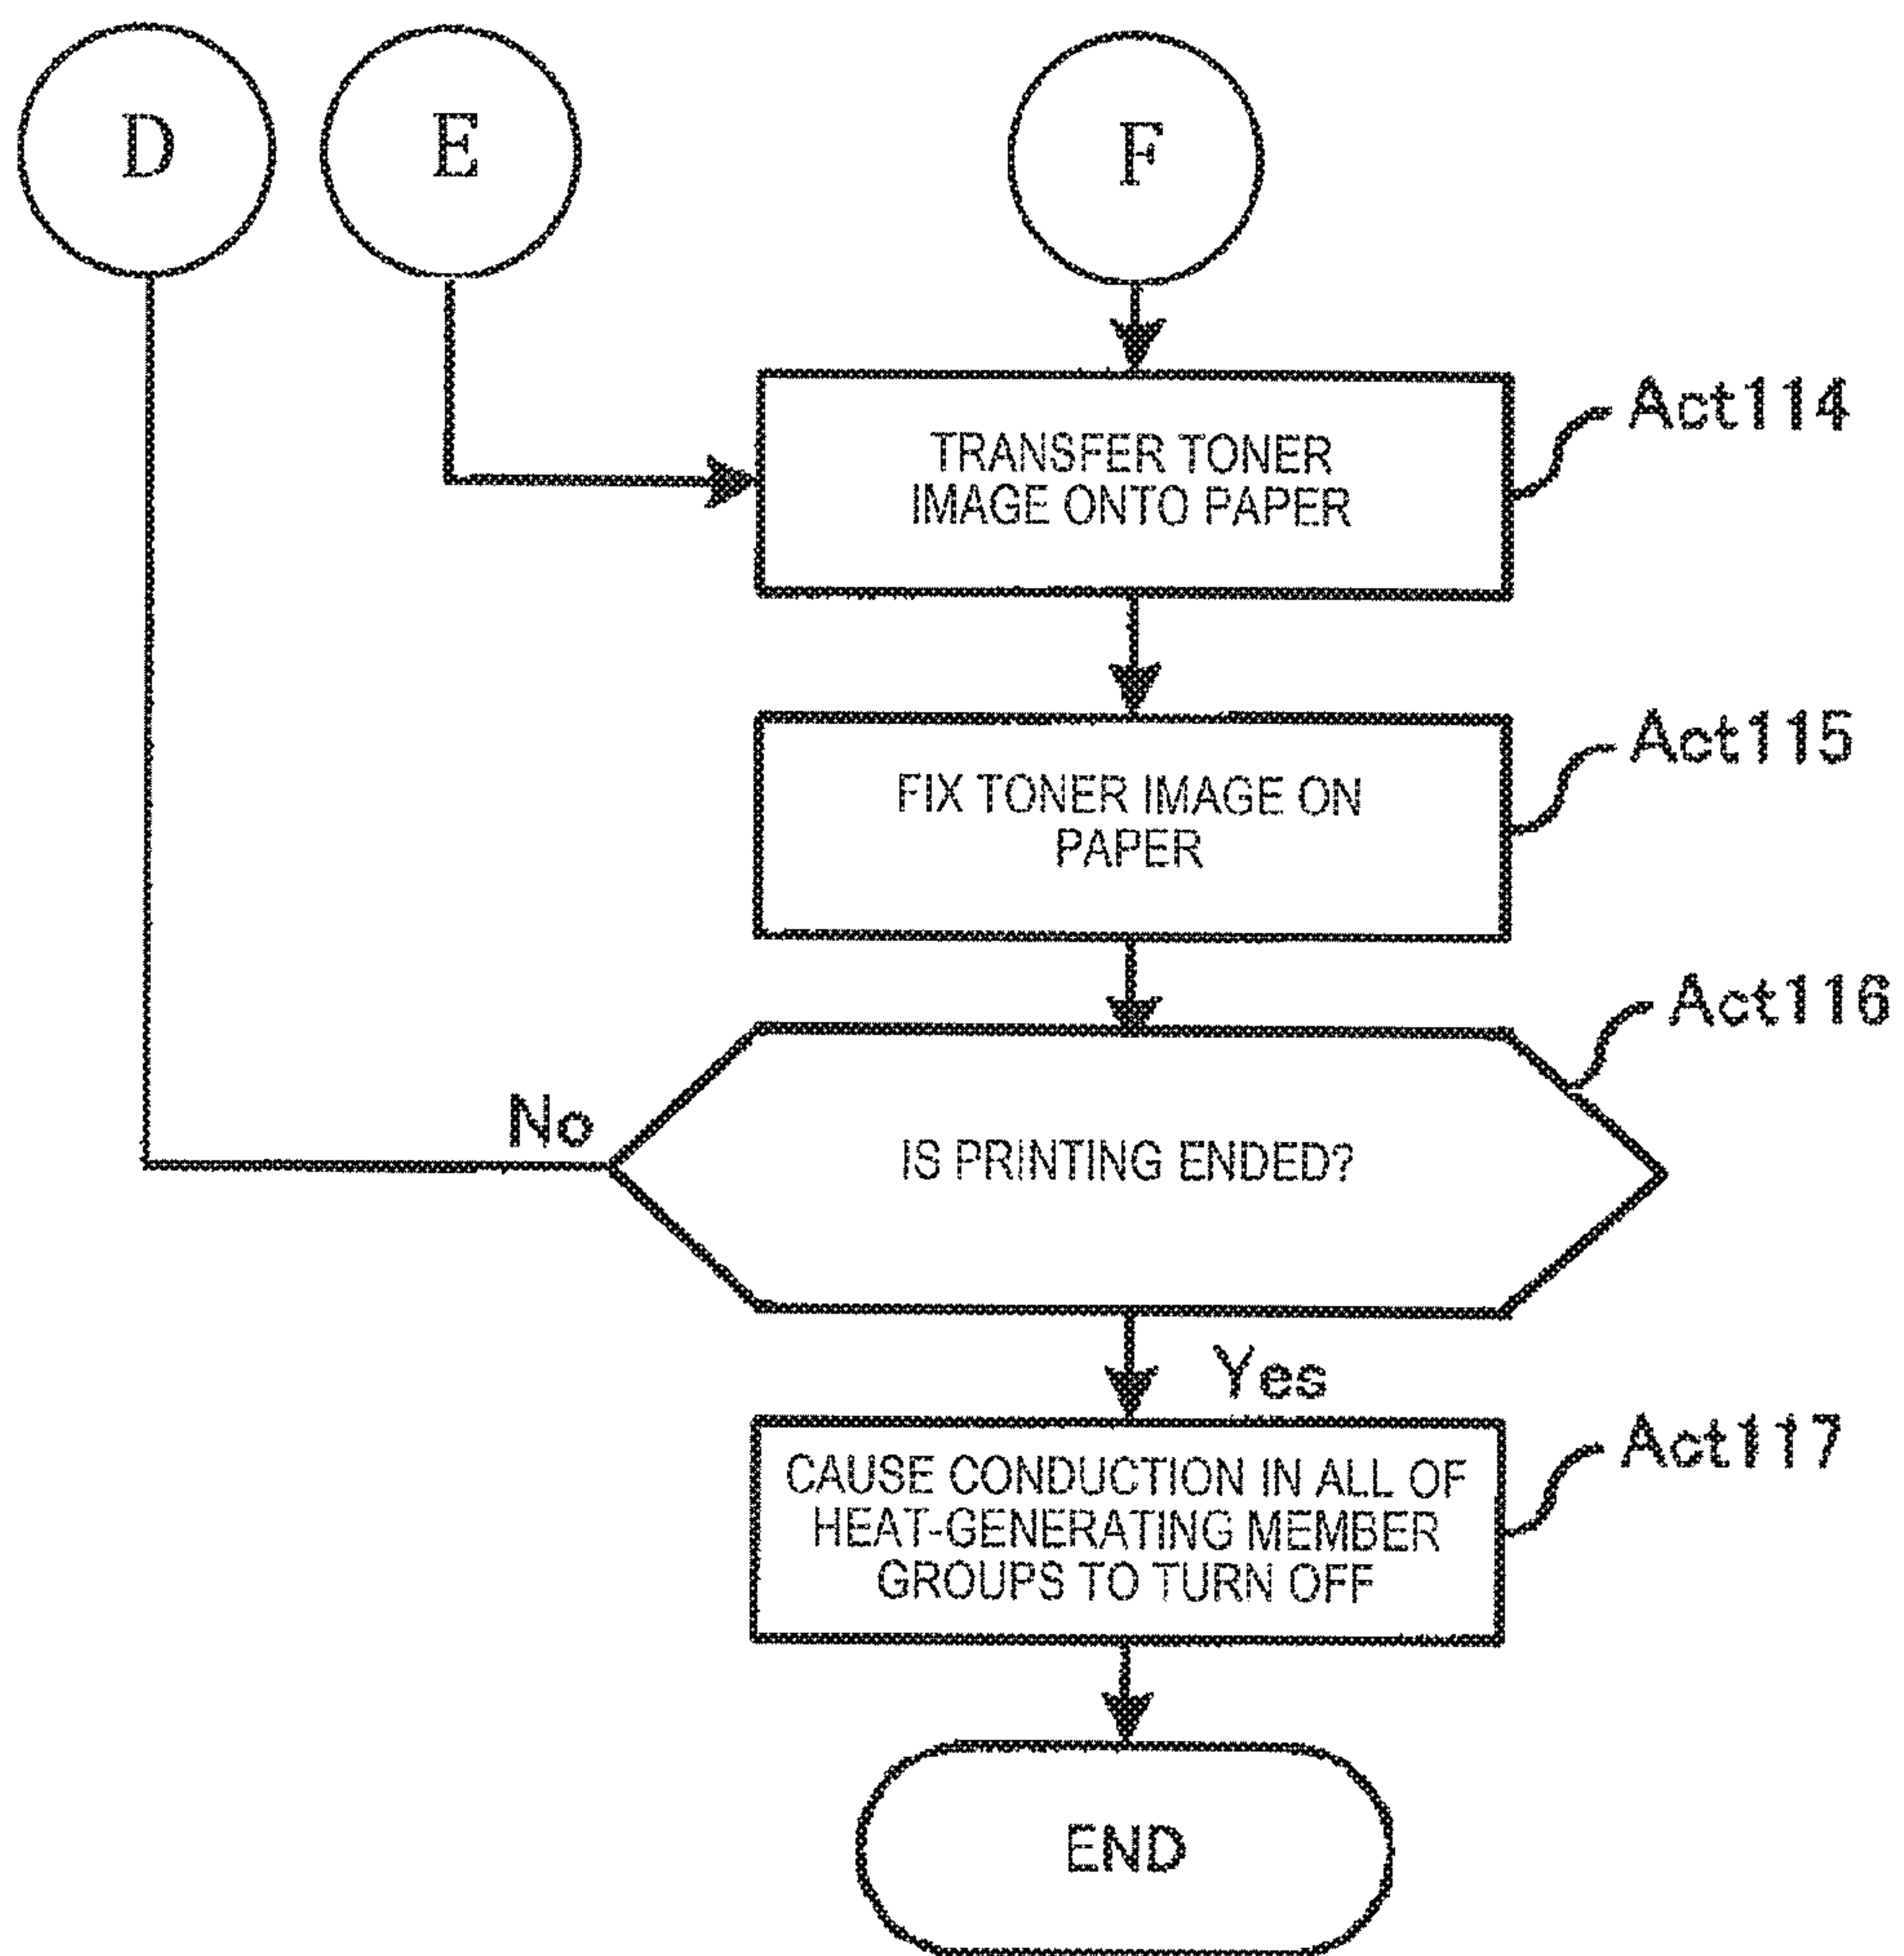 D
E
F
TRANSFER TONER
IMAGE ONTO PAPER
Act114
FIX TONER IMAGE ON
PAPER
Act115
Act116
No
IS PRINTING ENDED?
Yes
CAUSE CONDUCTION IN ALL OF
HEAT-GENERATING MEMBER
GROUPS TO TURN OFF
Act117
END